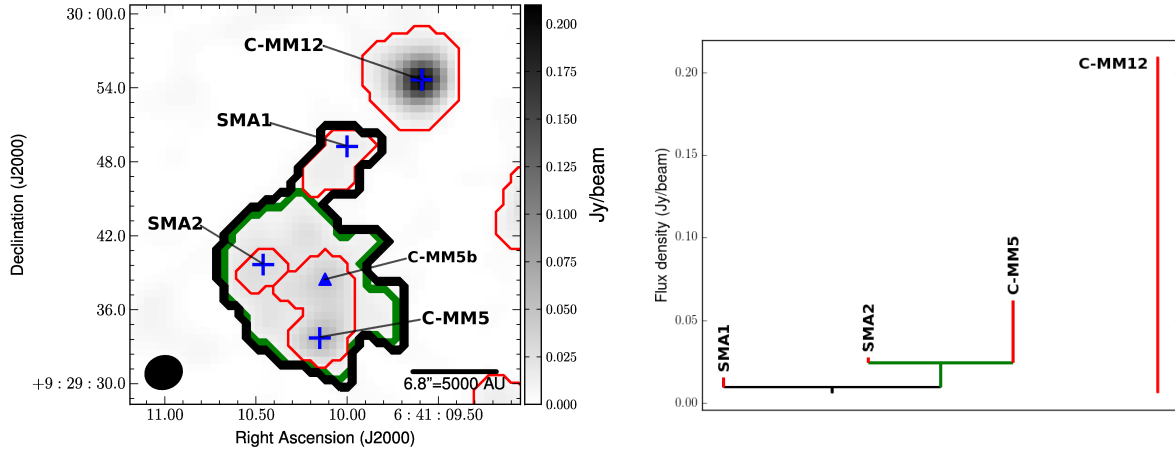 30 : 00.0
54.0
48.0
42.0
36.0
+9 : 29 : 30.0
Declination (J2000)
C-MM12
SMA1
SMA2
C-MM5b
C-MM5
6.8"=5000 AU
11.00
10.50
10.00
6 : 41 : 09.50
Right Ascension (J2000)
0.200
0.175
0.150
0.125
0.100
0.075
0.050
0.025
0.000
Jy/beam
Flux density (Jy/beam)
0.20
0.15
0.10
0.05
0.00
SMA1
SMA2
C-MM5
C-MM12